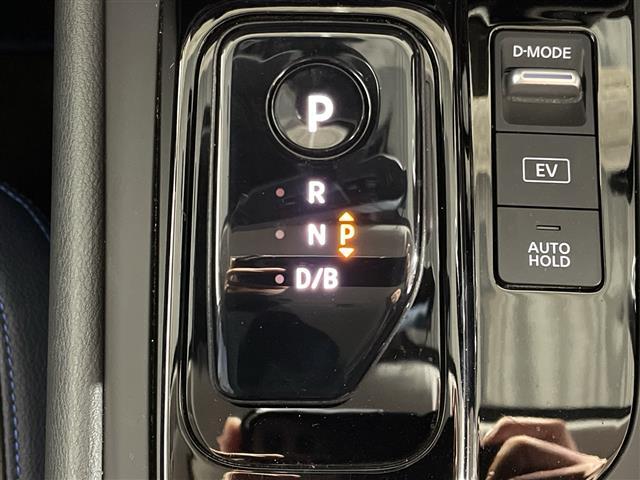 P
R
N P
D/B
D-MODE
EV
AUTO
HOLD